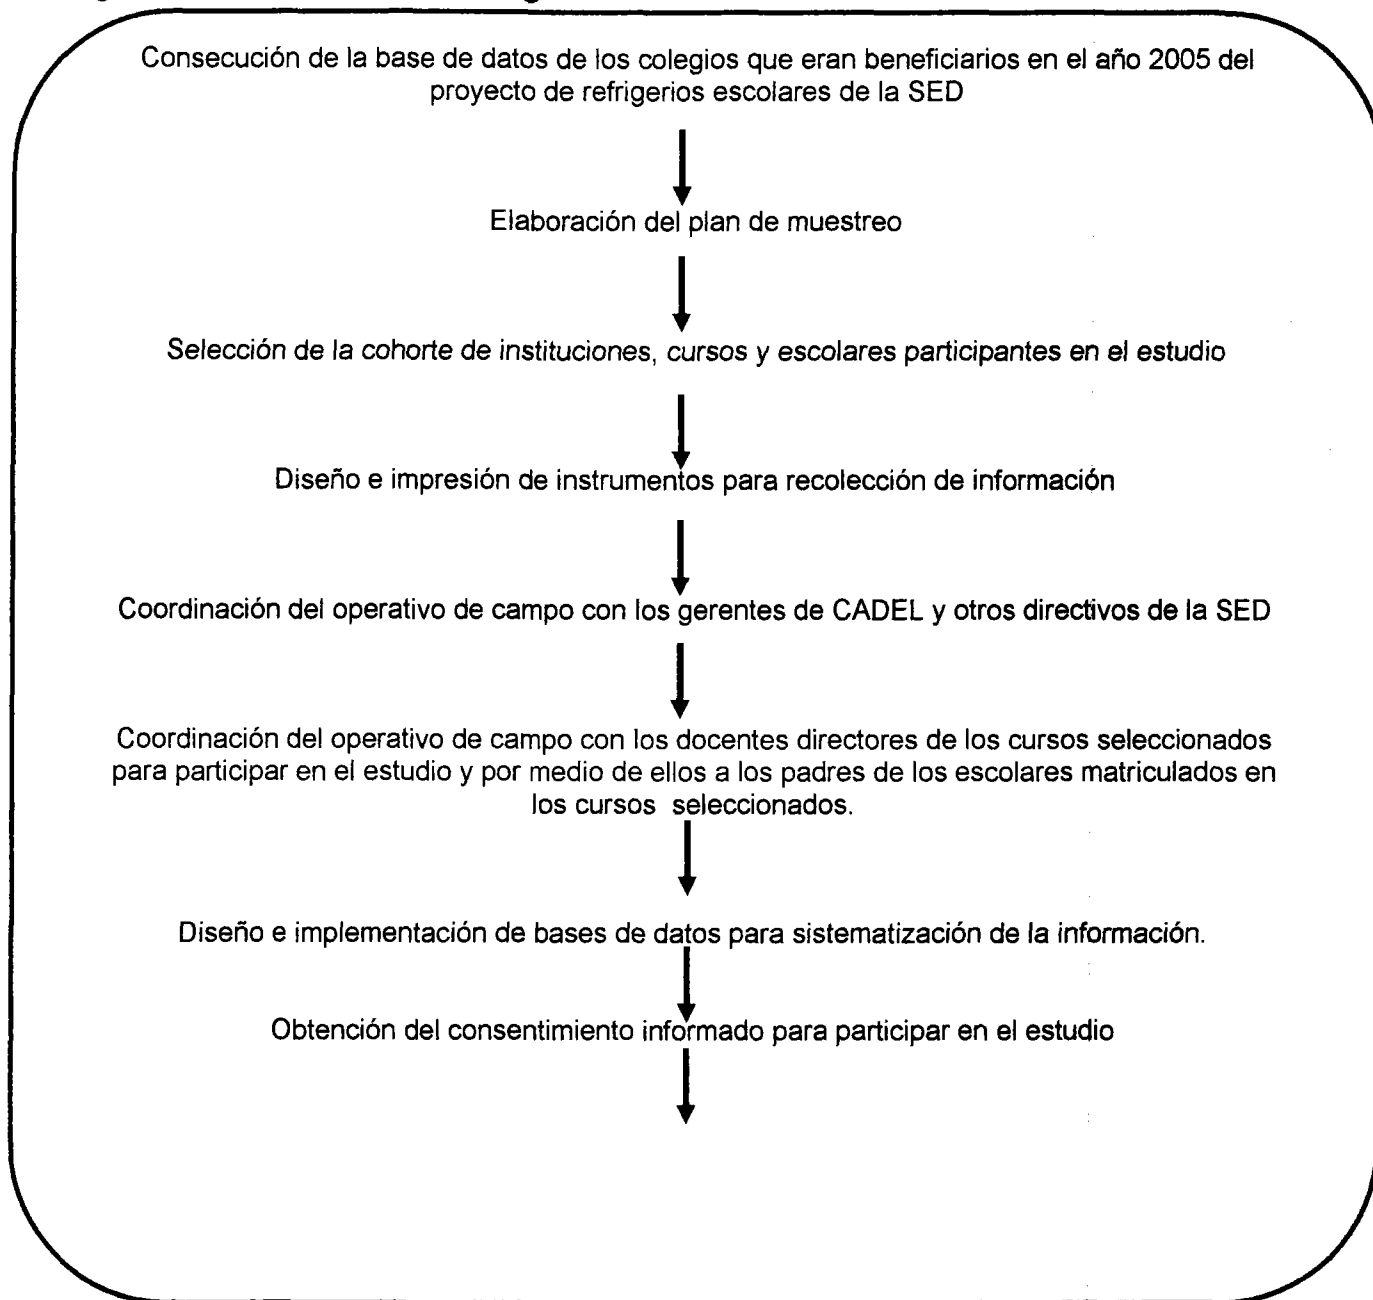 Consecución de la base de datos de los colegios que eran beneficiarios en el año 2005 del
proyecto de refrigerios escolares de la SED
Elaboración del plan de muestreo
Selección de la cohorte de instituciones, cursos y escolares participantes en el estudio
Diseño e impresión de instrumentos para recolección de información
Coordinación del operativo de campo con los gerentes de CADEL y otros directivos de la SED
Coordinación del operativo de campo con los docentes directores de los cursos seleccionados
para participar en el estudio y por medio de ellos a los padres de los escolares matriculados en
los cursos seleccionados.
Diseño e implementación de bases de datos para sistematización de la información.
Obtención del consentimiento informado para participar en el estudio